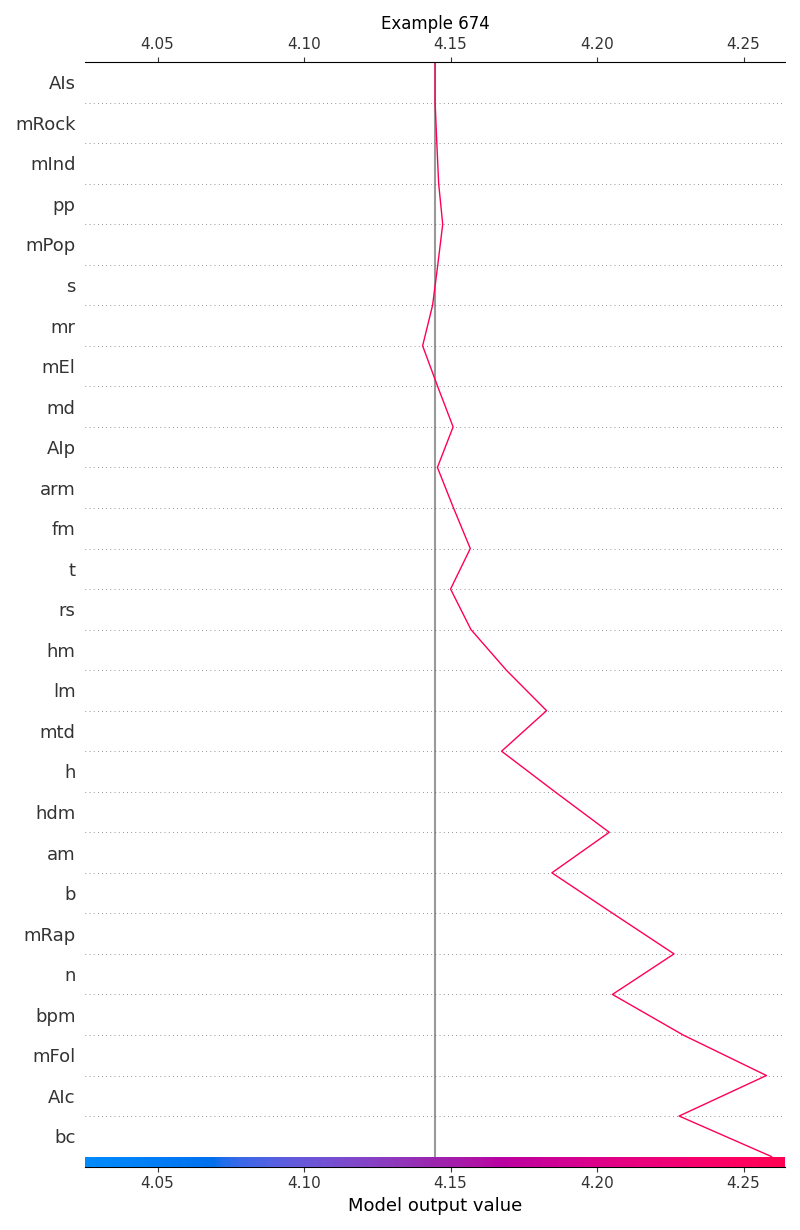 Example 674
4.05 4.10 4.15 4.20 4.25
AIs
mRock
mInd
pp
mPop
s
mr
mEl
md
AIp
arm
fm
t
rs
hm
lm
mtd
h
hdm
am
b
mRap
n
bpm
mFol
AIc
bc
4.05 4.10 4.15 4.20 4.25
Model output value